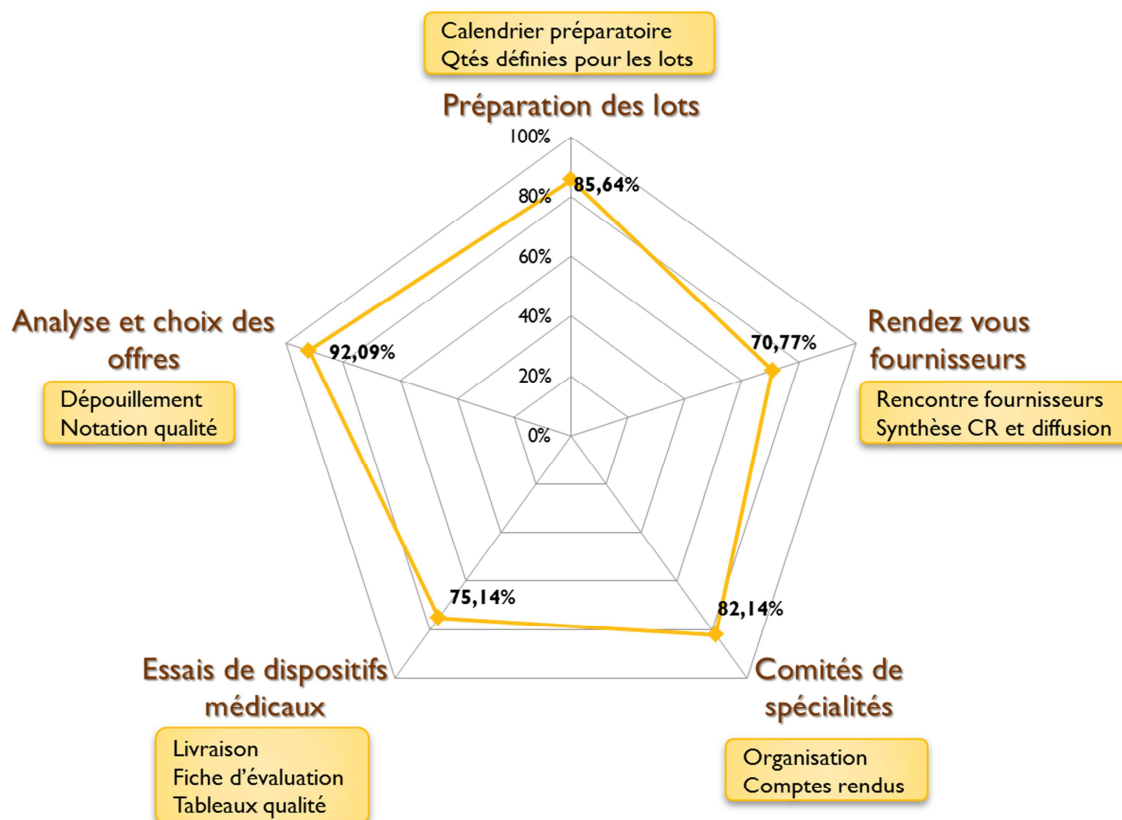 Calendrier préparatoire
Qtés définies pour les lots
Préparation des lots
100%
85,64%
80%
60%
40%
20%
0%
Rendez vous
fournisseurs
70,77%
Rencontre fournisseurs
Synthèse CR et diffusion
Comités de
spécialités
82,14%
Organisation
Comptes rendus
Essais de dispositifs
médicaux
75,14%
Livraison
Fiche d’évaluation
Tableaux qualité
Analyse et choix des
offres
92,09%
Dépouillement
Notation qualité